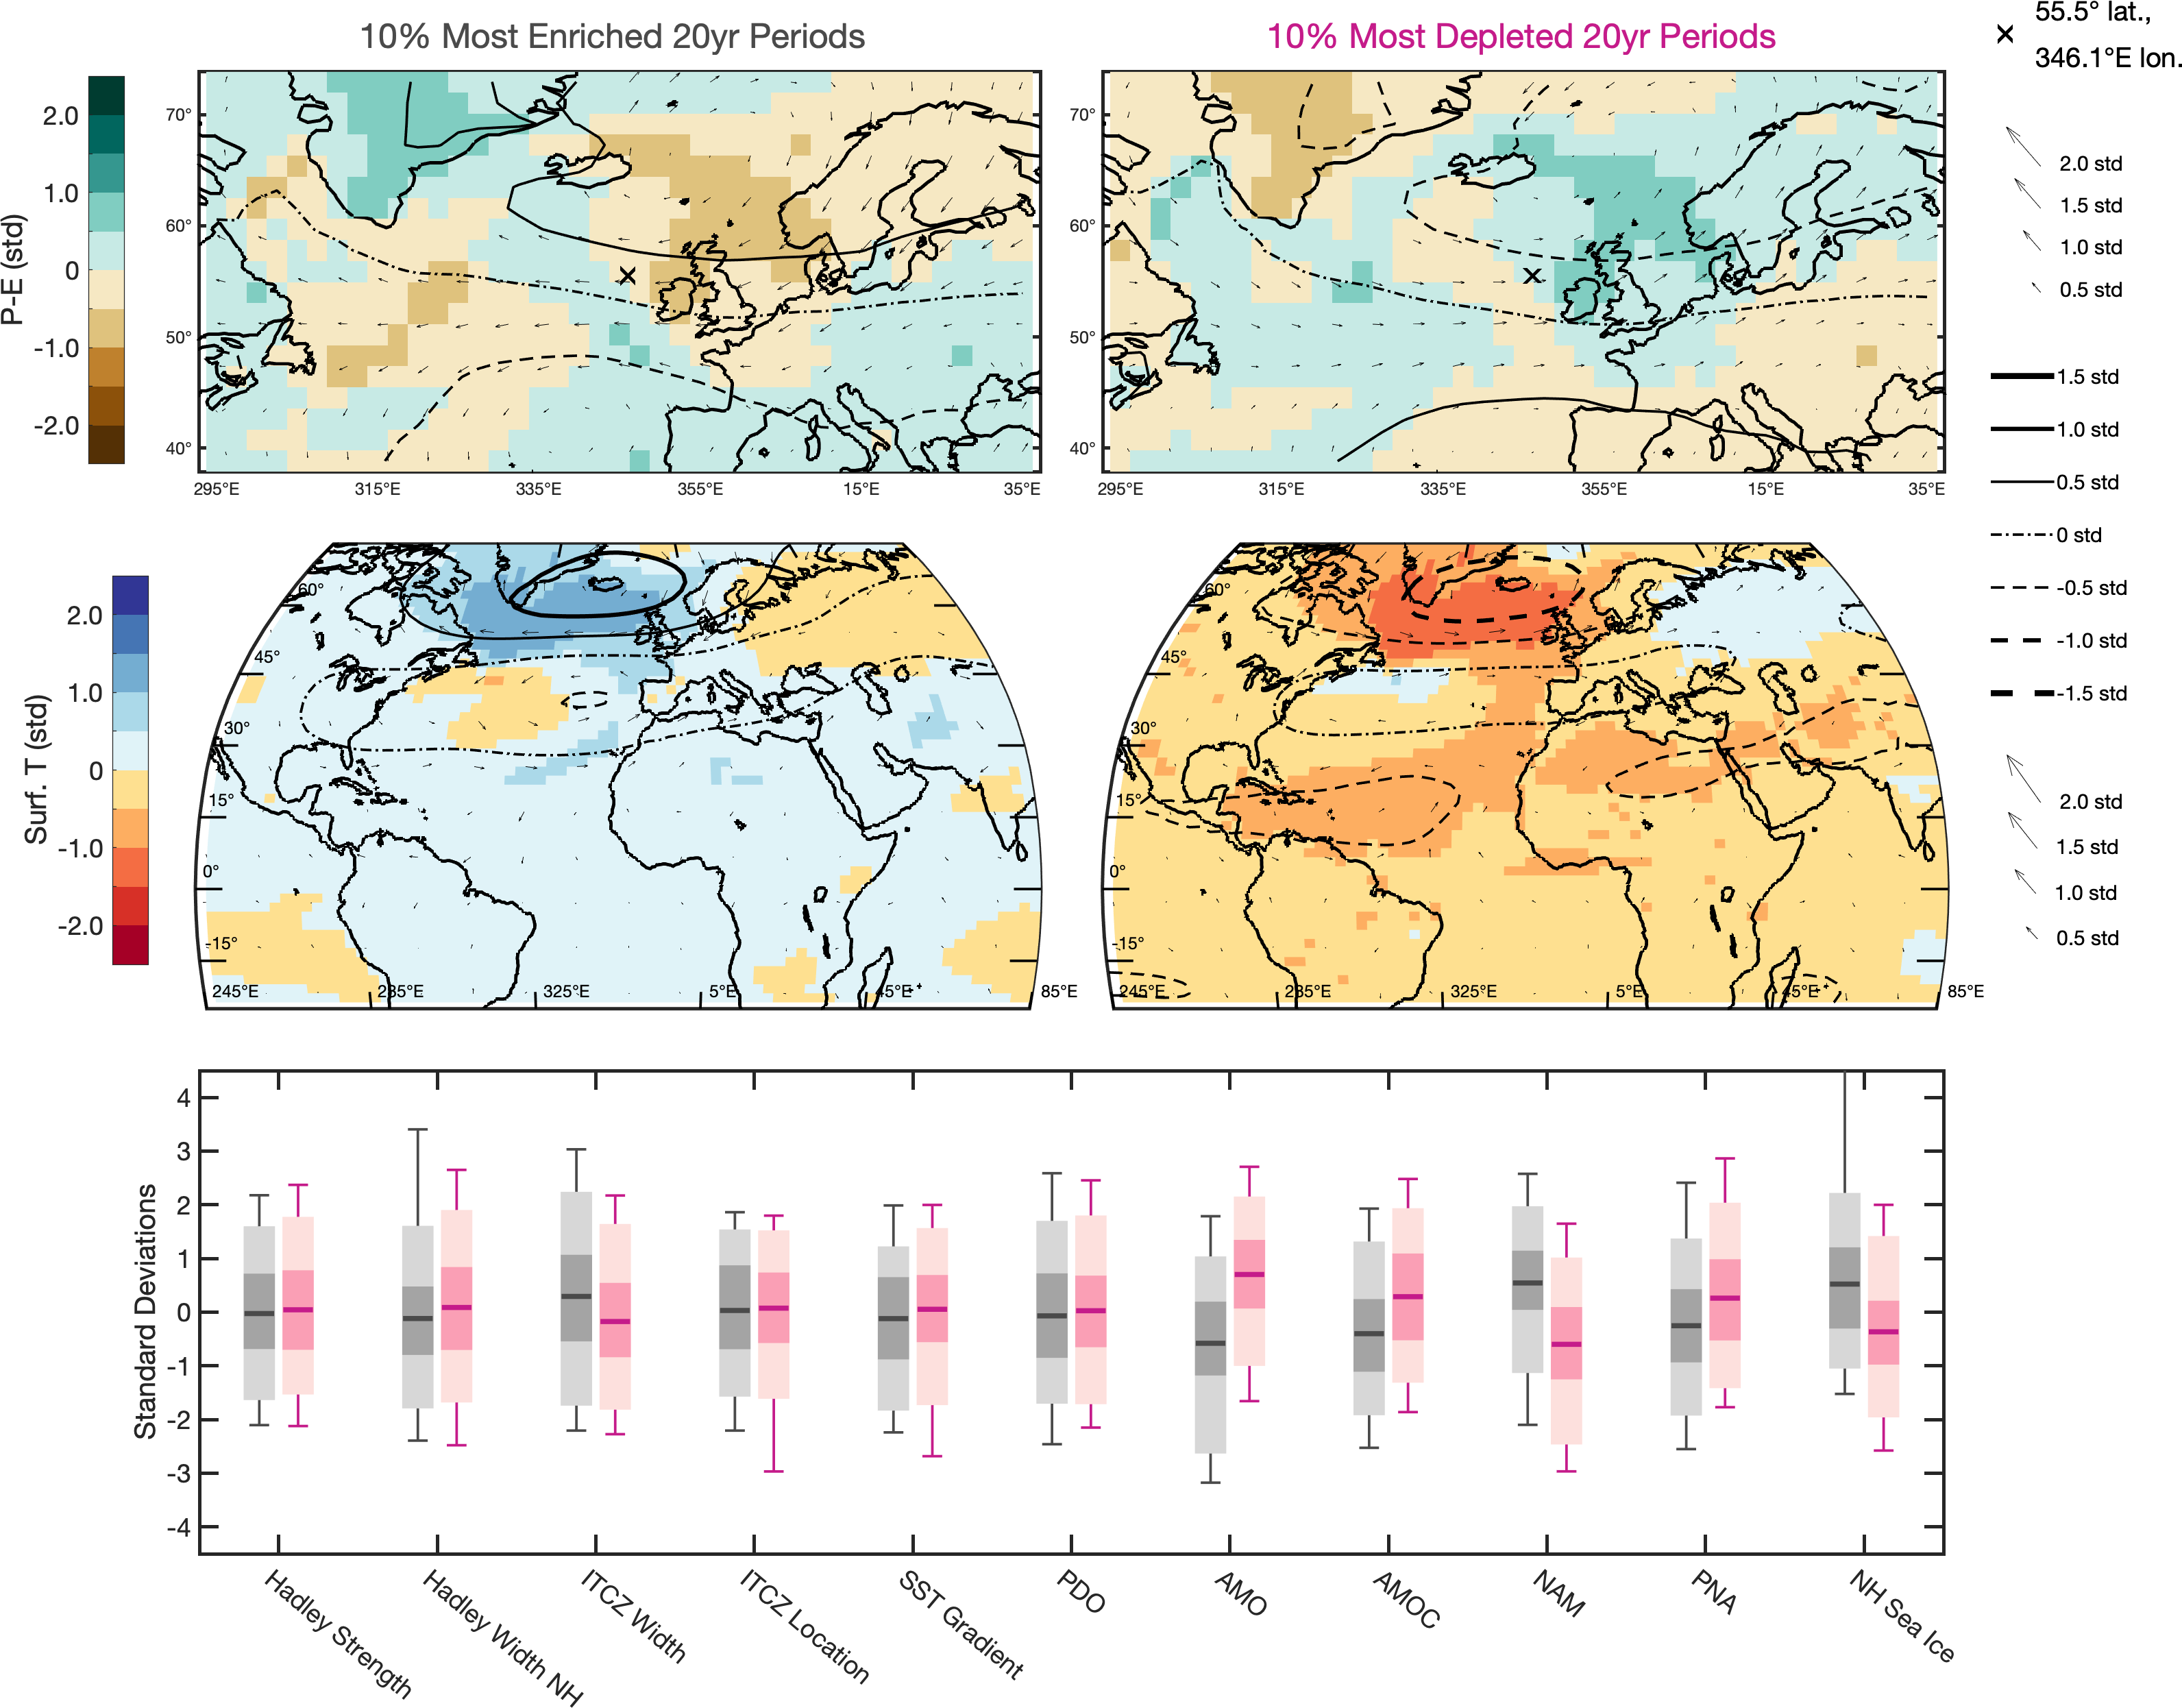 10% Most Enriched 20yr Periods
10% Most Depleted 20yr Periods
55.5° lat.,
346.1°E lon.
P-E (std)
2.0
1.0
0
-1.0
-2.0
70°
60°
50°
40°
295°E 315°E 335°E 355°E 15°E 35°E
70°
60°
50°
40°
295°E 315°E 335°E 355°E 15°E 35°E
2.0 std
1.5 std
1.0 std
0.5 std
1.5 std
1.0 std
0.5 std
0 std
-0.5 std
-1.0 std
-1.5 std
Surf. T (std)
2.0
1.0
0
-1.0
-2.0
60°
45°
30°
15°
0°
-15°
245°E 285°E 325°E 5°E 45°E 85°E
60°
45°
30°
15°
0°
-15°
245°E 285°E 325°E 5°E 45°E 85°E
2.0 std
1.5 std
1.0 std
0.5 std
Standard Deviations
4
3
2
1
0
-1
-2
-3
-4
Hadley Strength
Hadley Width NH
ITCZ Width
ITCZ Location
SST Gradient
PDO
AMO
AMOC
NAM
PNA
NH Sea Ice